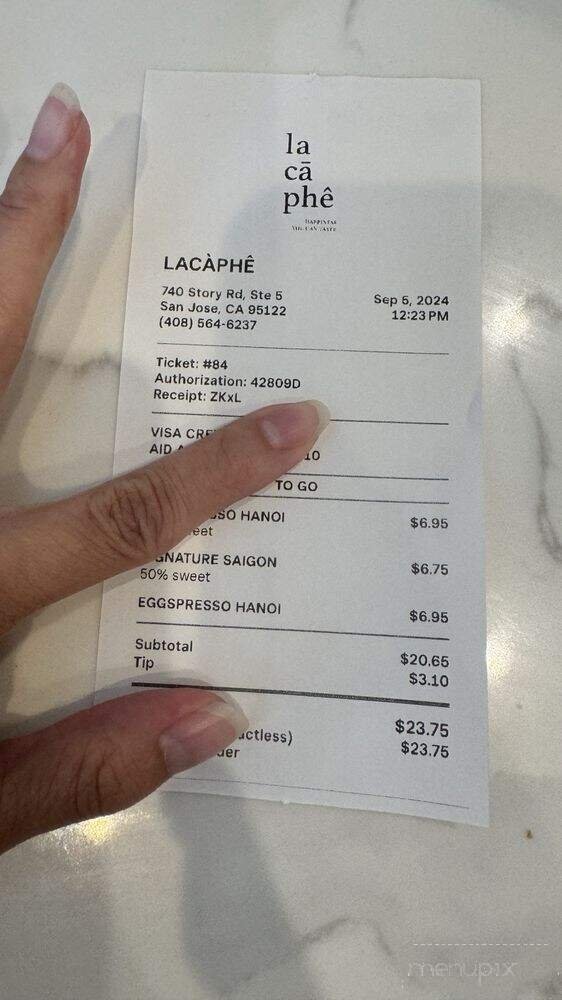 la
cā
phê
HAPPINESS
YOU CAN TASTE
LACÀPHÊ
740 Story Rd, Ste 5
San Jose, CA 95122
(408) 564-6237
Sep 5, 2024
12:23 PM
Ticket: #84
Authorization: 42809D
Receipt: ZKxL
VISA CRE
AID A 10
TO GO
SSO HANOI $6.95
eet
GNATURE SAIGON $6.75
50% sweet
EGGSPRESSO HANOI $6.95
Subtotal $20.65
Tip $3.10
$23.75
actless) $23.75
der
menupix